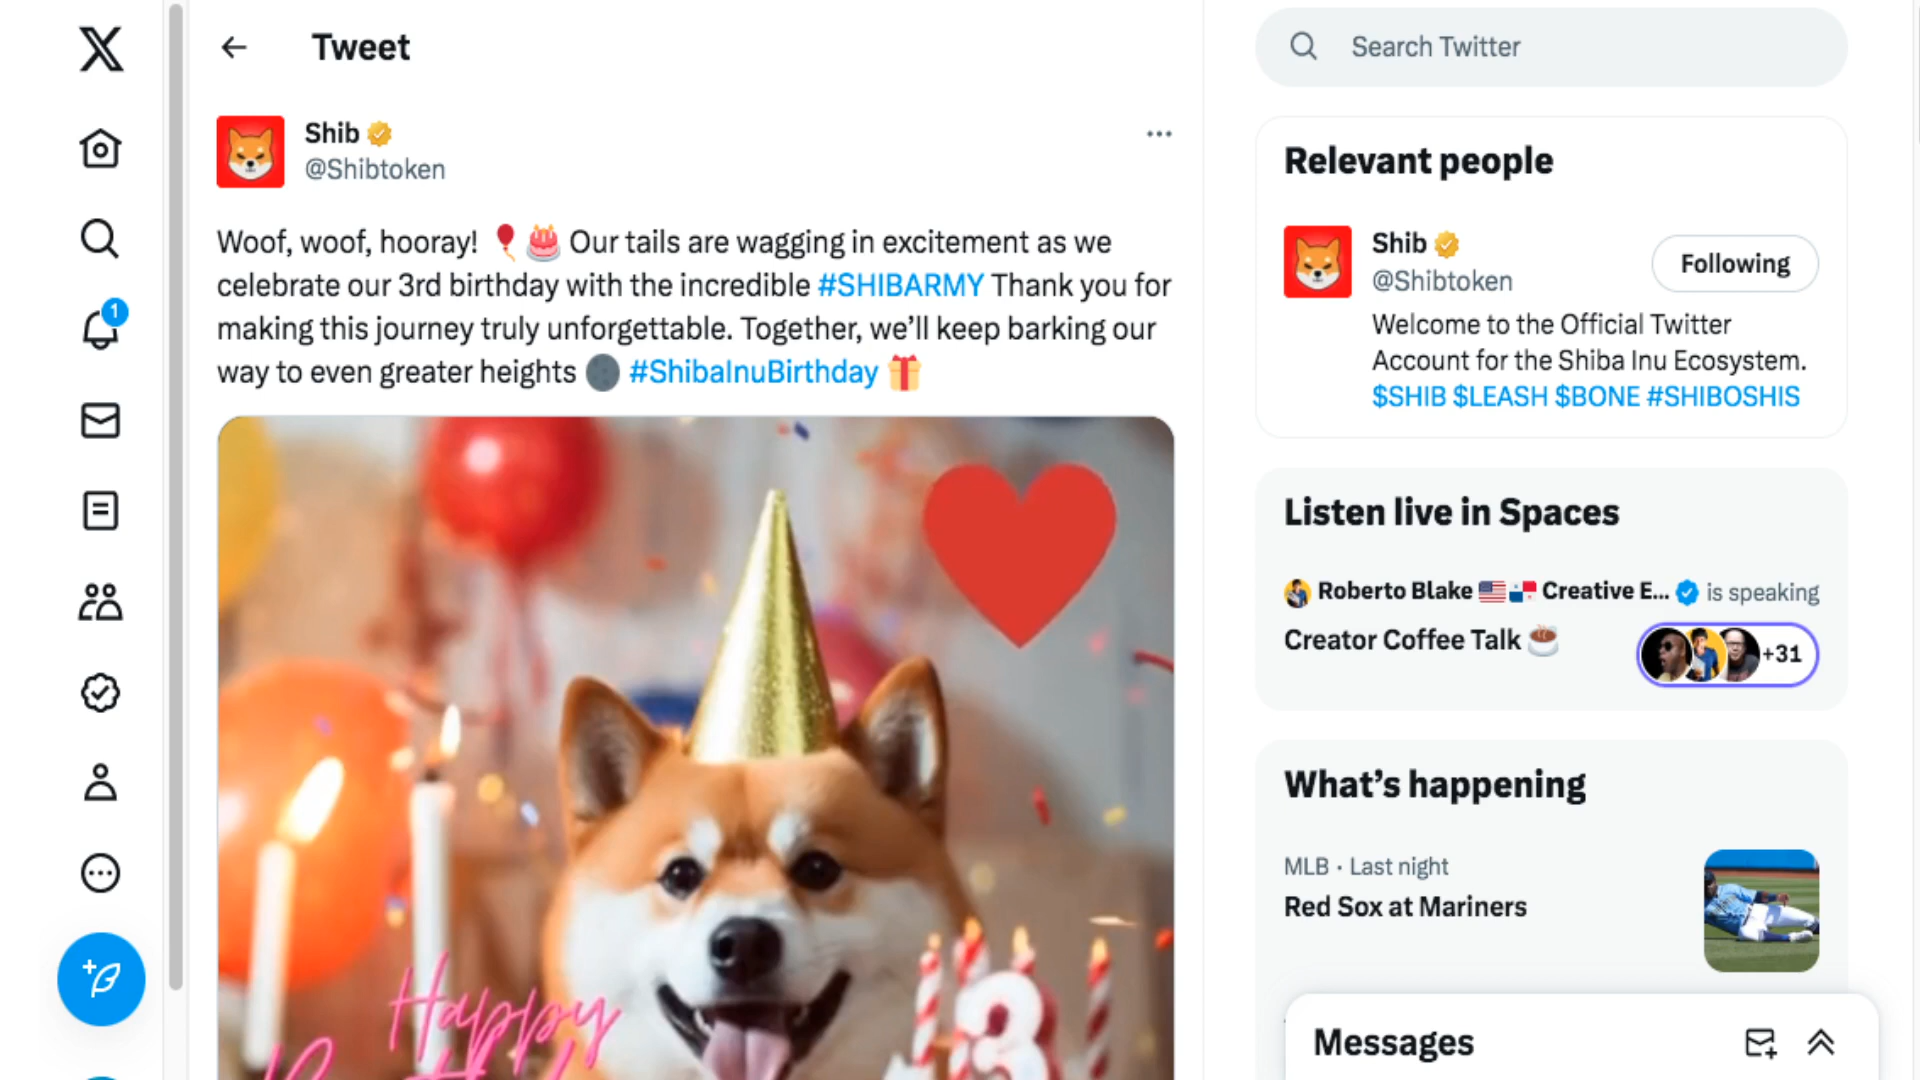 Tweet
Shib
@Shibtoken
Woof, woof, hooray! 🎈🎂 Our tails are wagging in excitement as we
celebrate our 3rd birthday with the incredible #SHIBARMY Thank you for
making this journey truly unforgettable. Together, we’ll keep barking our
way to even greater heights 🌑 #ShibaInuBirthday 🎁
Happy
3
1
Search Twitter
Relevant people
Shib
@Shibtoken
Following
Welcome to the Official Twitter
Account for the Shiba Inu Ecosystem.
$SHIB $LEASH $BONE #SHIBOSHIS
Listen live in Spaces
Roberto Blake 🇺🇸🇵🇦 Creative E... is speaking
Creator Coffee Talk ☕
+31
What’s happening
MLB · Last night
Red Sox at Mariners
Messages